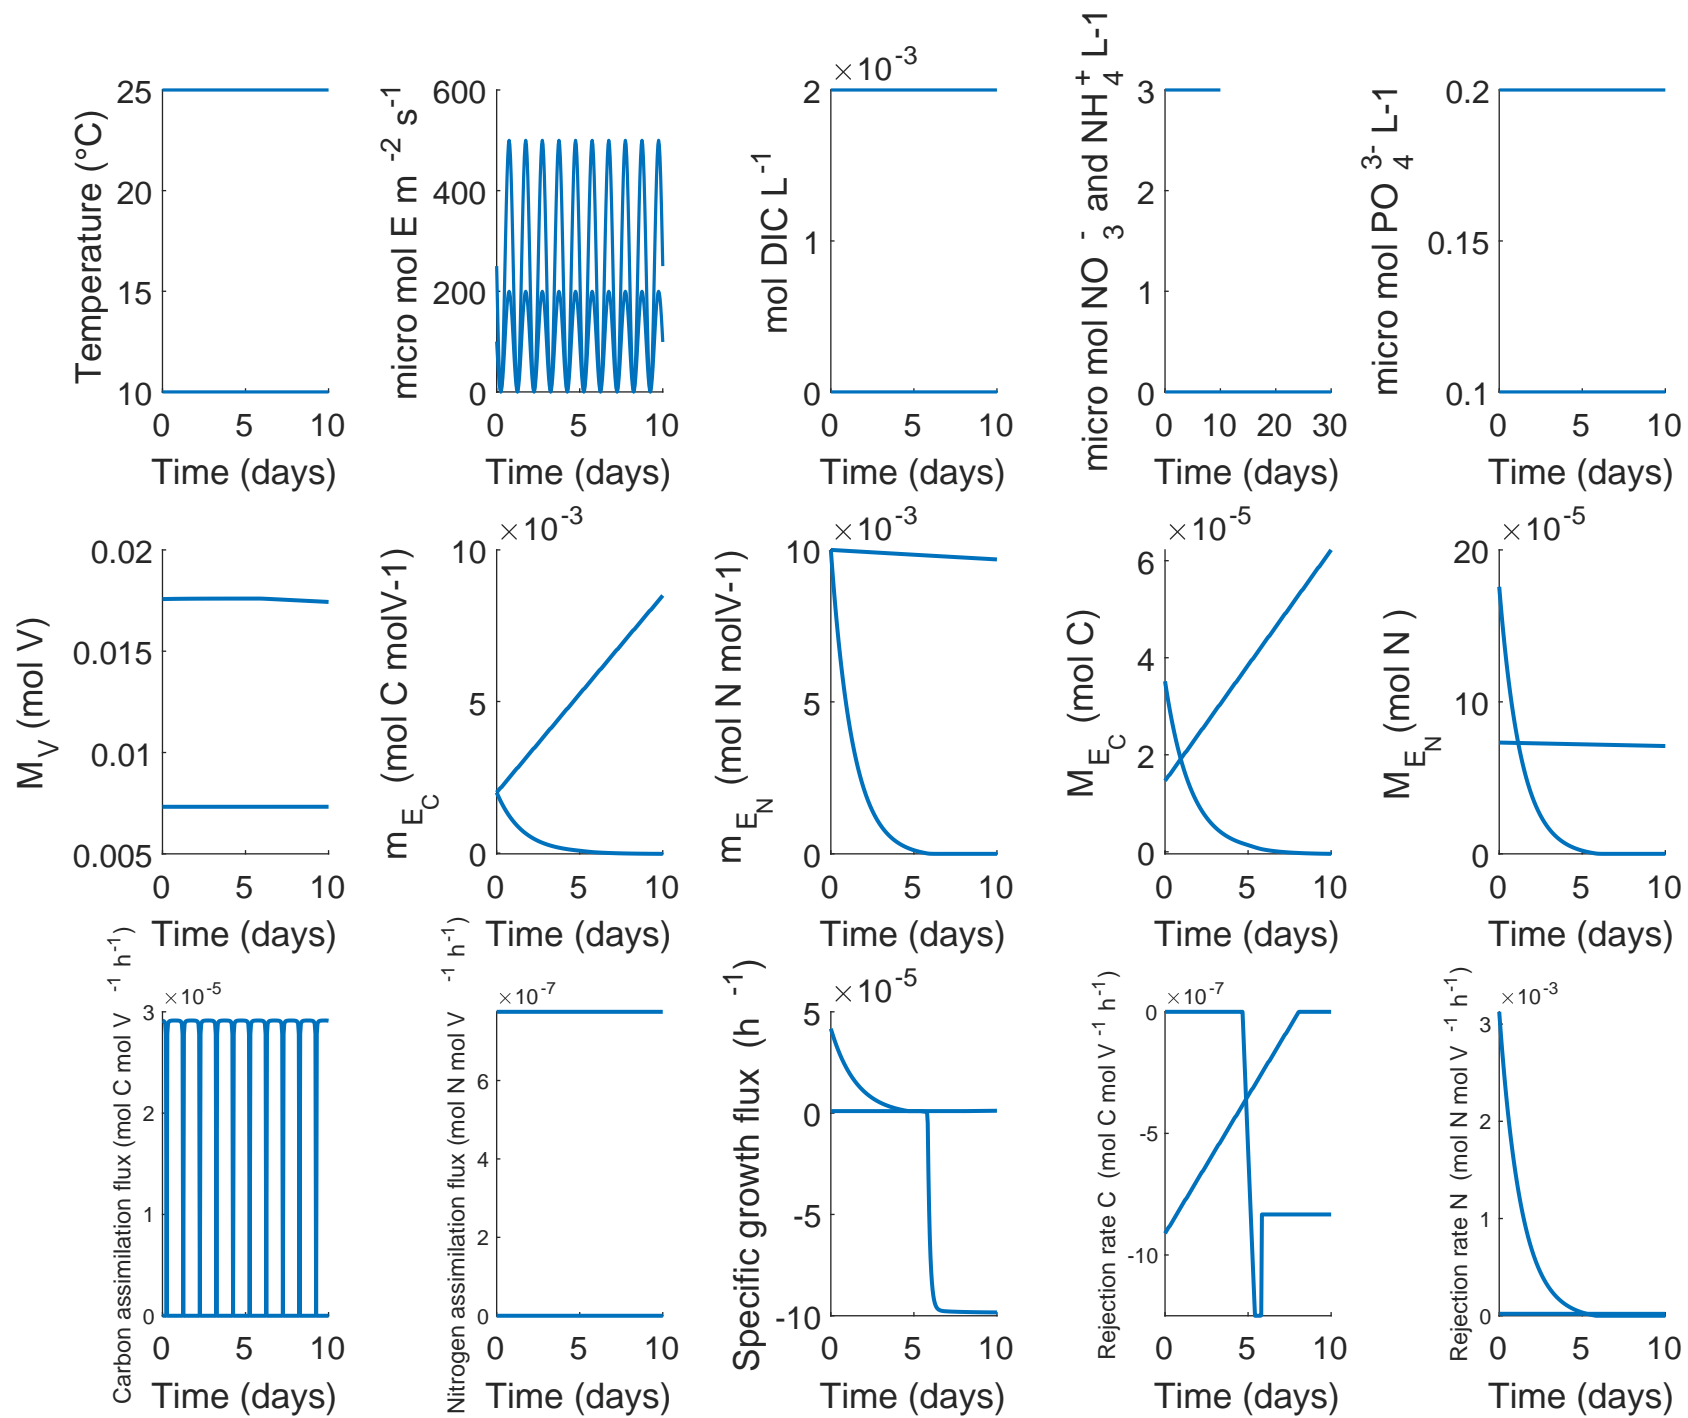 Temperature (°C)
25
20
15
10
0 5 10
Time (days)
micro mol E m -2 s-1
600
400
200
0
0 5 10
Time (days)
mol DIC L-1
×10-3
2
1
0
0 5 10
Time (days)
micro mol NO3- and NH4+ L-1
3
2
1
0
0 10 20 30
Time (days)
micro mol PO43- L-1
0.2
0.15
0.1
0 5 10
Time (days)
MV (mol V)
0.02
0.015
0.01
0.005
0 5 10
Time (days)
mEC (mol C molV-1)
×10-3
10
5
0
0 5 10
Time (days)
mEN (mol N molV-1)
×10-3
10
5
0
0 5 10
Time (days)
MEC (mol C)
×10-5
6
4
2
0
0 5 10
Time (days)
MEN (mol N )
×10-5
20
10
0
0 5 10
Time (days)
Carbon assimilation flux (mol C mol V -1 h-1)
×10-5
3
2
1
0
0 5 10
Time (days)
Nitrogen assimilation flux (mol N mol V -1 h-1)
×10-7
6
4
2
0
0 5 10
Time (days)
Specific growth flux (h -1)
×10-5
5
0
-5
-10
0 5 10
Time (days)
Rejection rate C (mol C mol V -1 h-1)
×10-7
0
-5
-10
0 5 10
Time (days)
Rejection rate N (mol N mol V -1 h-1)
×10-3
3
2
1
0
0 5 10
Time (days)